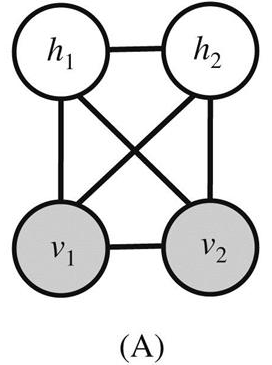 h₁ h₂
v₁ v₂
(A)